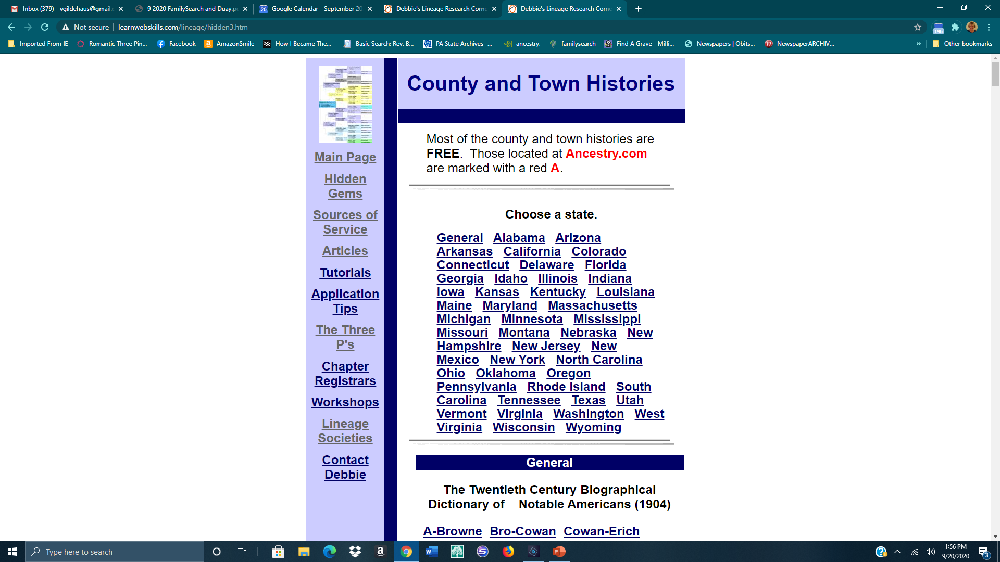 Inbox (379) - vgildehaus@gmail.c
9 2020 FamilySearch and Duay.pd
Google Calendar - September 20
Debbie's Lineage Research Corne
Debbie's Lineage Research Corne
Not secure
learnwebskills.com/lineage/hidden3.htm
19h
Imported From IE
Romantic Three Pin...
Facebook
AmazonSmile
How I Became The...
Basic Search: Rev. B...
PA State Archives -...
ancestry.
familysearch
Find A Grave - Milli...
Newspapers | Obits...
NewspaperARCHIV...
»
Other bookmarks
Main Page
Hidden
Gems
Sources of
Service
Articles
Tutorials
Application
Tips
The Three
P's
Chapter
Registrars
Workshops
Lineage
Societies
Contact
Debbie
County and Town Histories
Most of the county and town histories are
FREE. Those located at Ancestry.com
are marked with a red A.
Choose a state.
General Alabama Arizona
Arkansas California Colorado
Connecticut Delaware Florida
Georgia Idaho Illinois Indiana
Iowa Kansas Kentucky Louisiana
Maine Maryland Massachusetts
Michigan Minnesota Mississippi
Missouri Montana Nebraska New
Hampshire New Jersey New
Mexico New York North Carolina
Ohio Oklahoma Oregon
Pennsylvania Rhode Island South
Carolina Tennessee Texas Utah
Vermont Virginia Washington West
Virginia Wisconsin Wyoming
General
The Twentieth Century Biographical
Dictionary of Notable Americans (1904)
A-Browne Bro-Cowan Cowan-Erich
Type here to search
1:56 PM
9/20/2020
3